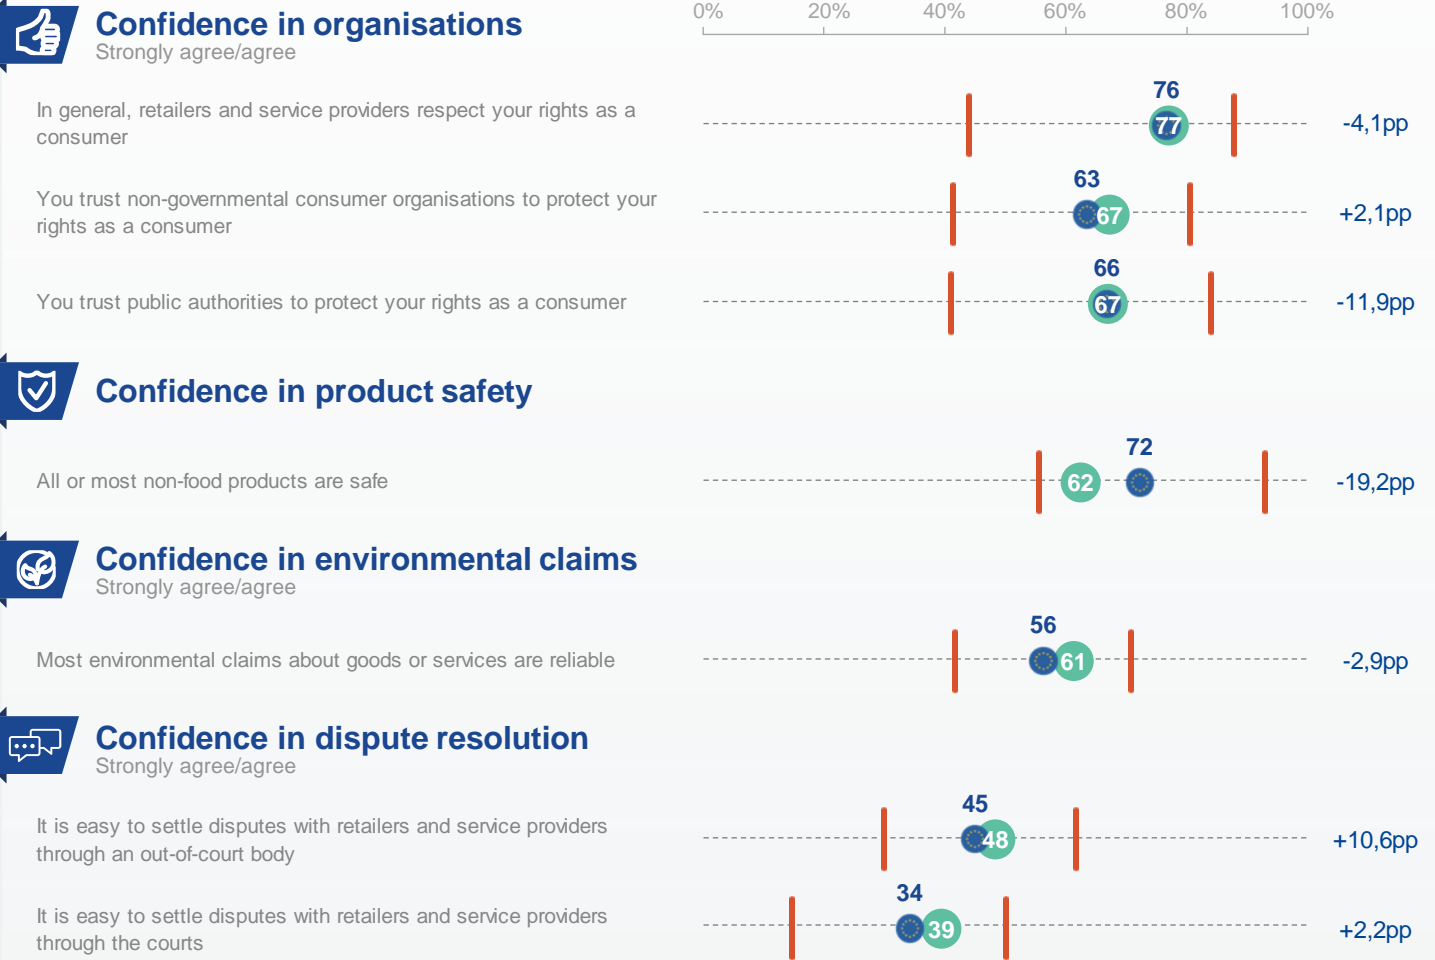 Confidence in organisations
Strongly agree/agree
0% 20% 40% 60% 80% 100%
In general, retailers and service providers respect your rights as a
consumer
76
77
-4,1pp
You trust non-governmental consumer organisations to protect your
rights as a consumer
63
67
+2,1pp
You trust public authorities to protect your rights as a consumer
66
67
-11,9pp
Confidence in product safety
All or most non-food products are safe
72
62
-19,2pp
Confidence in environmental claims
Strongly agree/agree
Most environmental claims about goods or services are reliable
56
61
-2,9pp
Confidence in dispute resolution
Strongly agree/agree
It is easy to settle disputes with retailers and service providers
through an out-of-court body
45
48
+10,6pp
It is easy to settle disputes with retailers and service providers
through the courts
34
39
+2,2pp